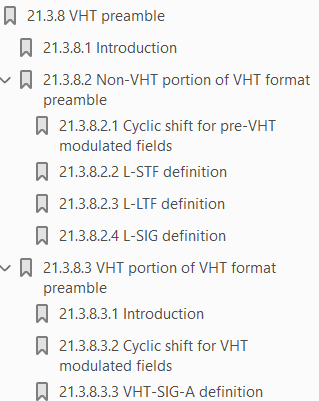 21.3.8 VHT preamble
21.3.8.1 Introduction
21.3.8.2 Non-VHT portion of VHT format
preamble
21.3.8.2.1 Cyclic shift for pre-VHT
modulated fields
21.3.8.2.2 L-STF definition
21.3.8.2.3 L-LTF definition
21.3.8.2.4 L-SIG definition
21.3.8.3 VHT portion of VHT format
preamble
21.3.8.3.1 Introduction
21.3.8.3.2 Cyclic shift for VHT
modulated fields
21.3.8.3.3 VHT-SIG-A definition